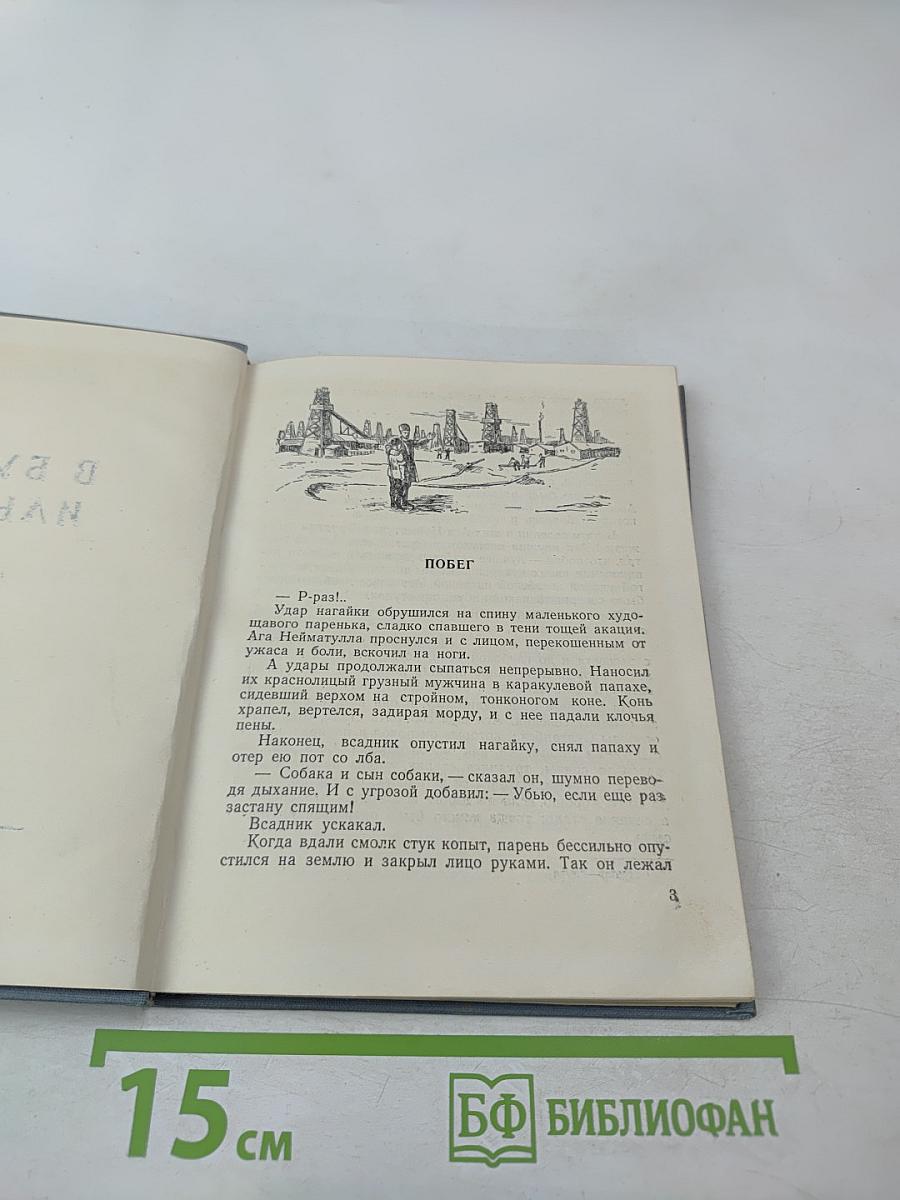 В БУ
ИЛЬ
ПОБЕГ
— Р-раз!..
Удар нагайки обрушился на спину маленького худо-
щавого паренька, сладко спавшего в тени тощей акации.
Ага Нейматулла проснулся и с лицом, перекошенным от
ужаса и боли, вскочил на ноги.
А удары продолжали сыпаться непрерывно. Наносил
их краснолицый грузный мужчина в каракулевой папахе,
сидевший верхом на стройном, тонконогом коне. Конь
храпел, вертелся, задирая морду, и с нее падали клочья
пены.
Наконец, всадник опустил нагайку, снял папаху и
отер ею пот со лба.
— Собака и сын собаки, — сказал он, шумно перево-
дя дыхание. И с угрозой добавил: — Убью, если еще раз
застану спящим!
Всадник ускакал.
Когда вдали смолк стук копыт, парень бессильно опу-
стился на землю и закрыл лицо руками. Так он лежал
3
15 см
БФ БИБЛИОФАН